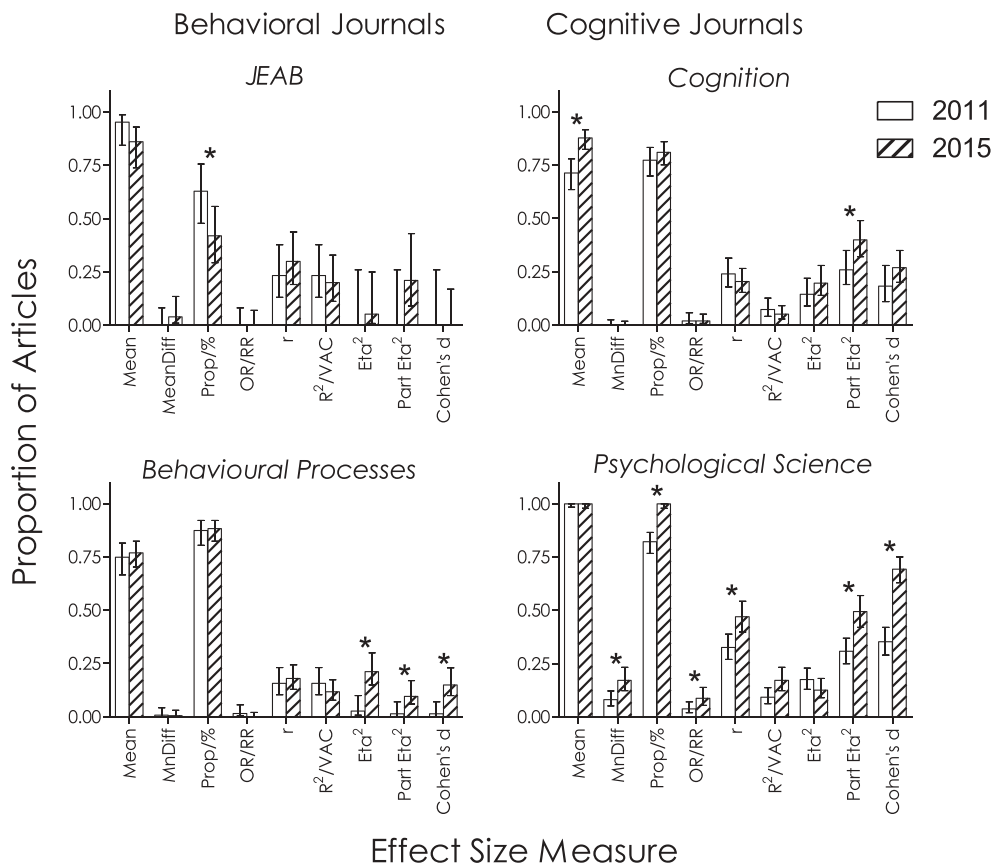 Behavioral Journals
Cognitive Journals
JEAB
Cognition
2011
2015
Proportion of Articles
1.00
0.75
0.50
0.25
0.00
*
Mean
MeanDiff
Prop/%
OR/RR
r
R²/VAC
Eta²
Part Eta²
Cohen's d
1.00
0.75
0.50
0.25
0.00
*
*
Mean
MnDiff
Prop/%
OR/RR
r
R²/VAC
Eta²
Part Eta²
Cohen's d
Behavioural Processes
Psychological Science
1.00
0.75
0.50
0.25
0.00
*
*
*
Mean
MnDiff
Prop/%
OR/RR
r
R²/VAC
Eta²
Part Eta²
Cohen's d
1.00
0.75
0.50
0.25
0.00
*
*
*
*
*
*
Mean
MnDiff
Prop/%
OR/RR
r
R²/VAC
Eta²
Part Eta²
Cohen's d
Effect Size Measure